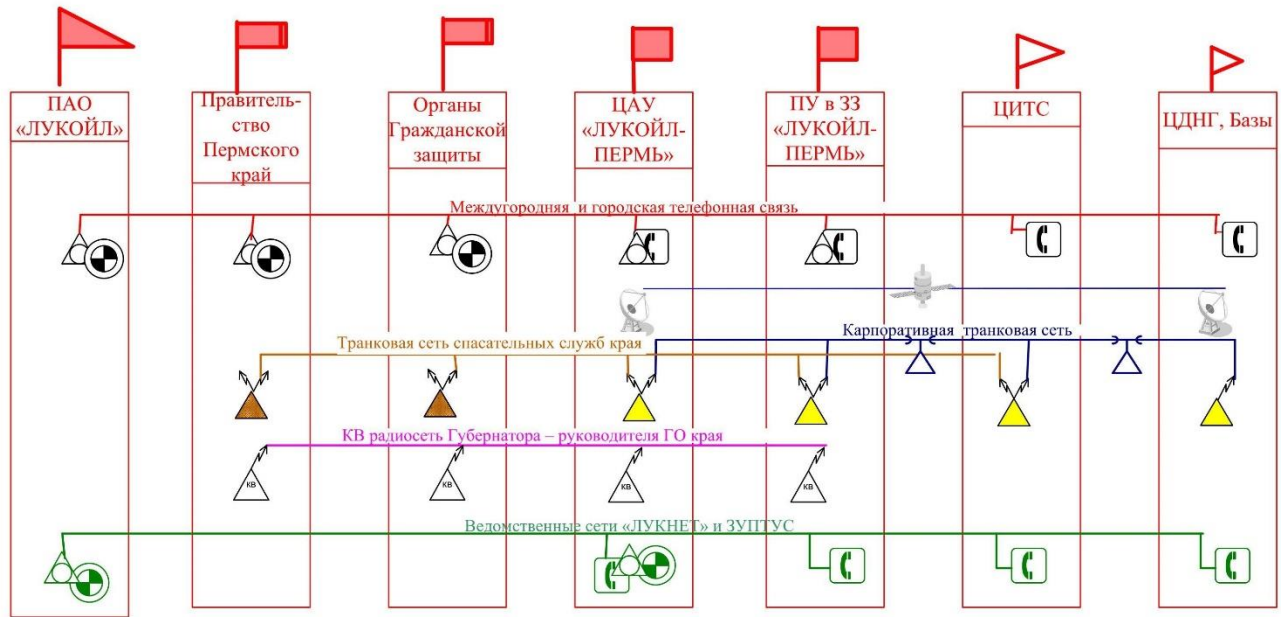 ПАО
«ЛУКОЙЛ»
Правитель-
ство
Пермского
край
Органы
Гражданской
защиты
ЦАУ
«ЛУКОЙЛ-
ПЕРМЬ»
ПУ в ЗЗ
«ЛУКОЙЛ-
ПЕРМЬ»
ЦИТС
ЦДНГ, Базы
Междугородняя и городская телефонная связь
Карпоративная транковая сеть
Транковая сеть спасательных служб края
КВ радиосеть Губернатора – руководителя ГО края
КВ
КВ
КВ
КВ
Ведомственные сети «ЛУКНЕТ» и ЗУПТУС